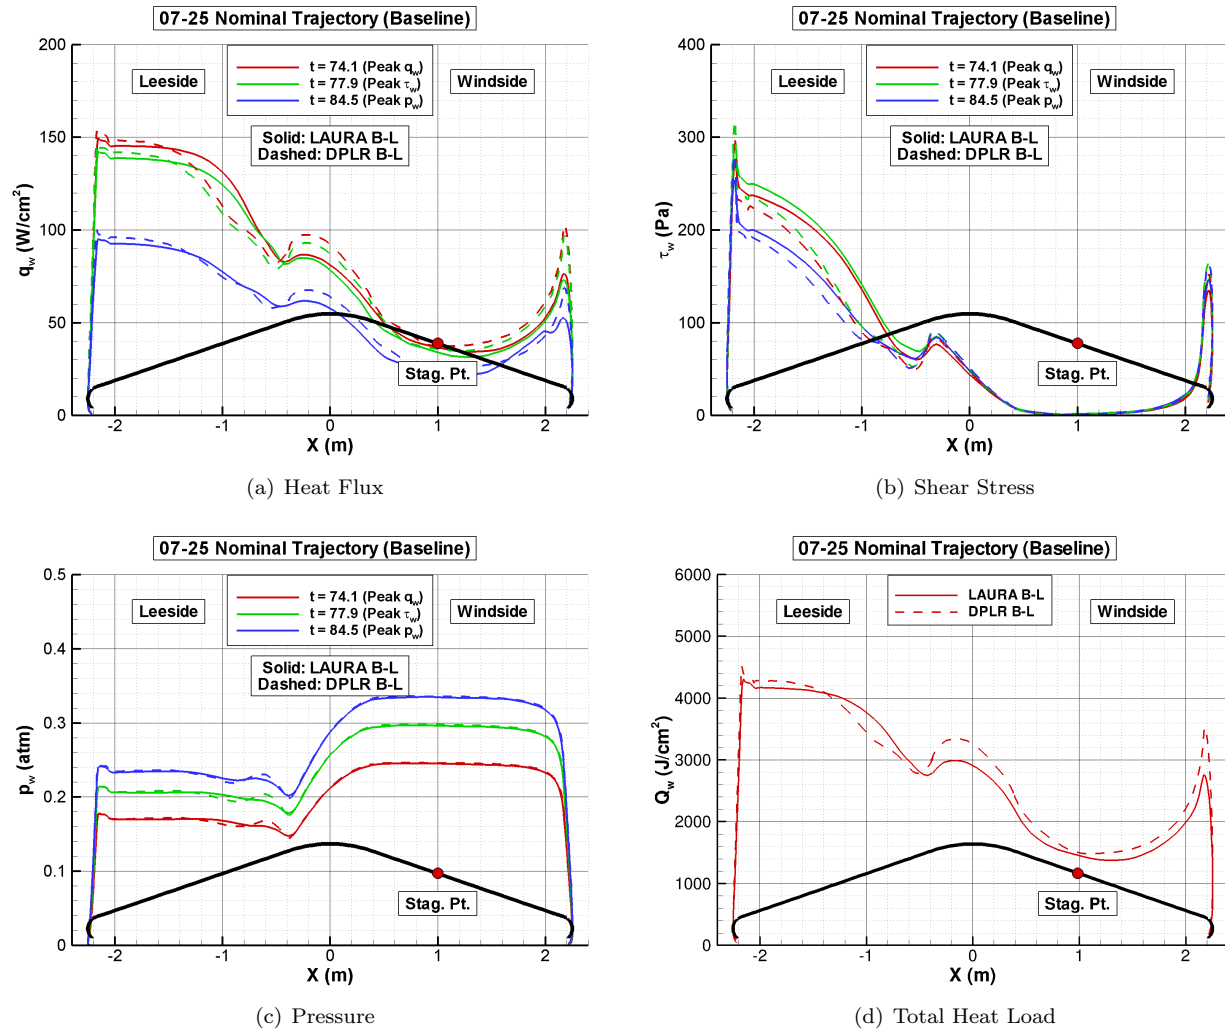 07-25 Nominal Trajectory (Baseline)
200
150
100
50
0
q_w (W/cm²)
Leeside
t = 74.1 (Peak q_w)
t = 77.9 (Peak τ_w)
t = 84.5 (Peak p_w)
Windside
Solid: LAURA B-L
Dashed: DPLR B-L
Stag. Pt.
-2 -1 0 1 2
X (m)
(a) Heat Flux
07-25 Nominal Trajectory (Baseline)
400
300
200
100
0
τ_w (Pa)
Leeside
t = 74.1 (Peak q_w)
t = 77.9 (Peak τ_w)
t = 84.5 (Peak p_w)
Windside
Solid: LAURA B-L
Dashed: DPLR B-L
Stag. Pt.
-2 -1 0 1 2
X (m)
(b) Shear Stress
07-25 Nominal Trajectory (Baseline)
0.5
0.4
0.3
0.2
0.1
0
p_w (atm)
Leeside
t = 74.1 (Peak q_w)
t = 77.9 (Peak τ_w)
t = 84.5 (Peak p_w)
Windside
Solid: LAURA B-L
Dashed: DPLR B-L
Stag. Pt.
-2 -1 0 1 2
X (m)
(c) Pressure
07-25 Nominal Trajectory (Baseline)
6000
5000
4000
3000
2000
1000
0
Q_w (J/cm²)
Leeside
LAURA B-L
DPLR B-L
Windside
Stag. Pt.
-2 -1 0 1 2
X (m)
(d) Total Heat Load